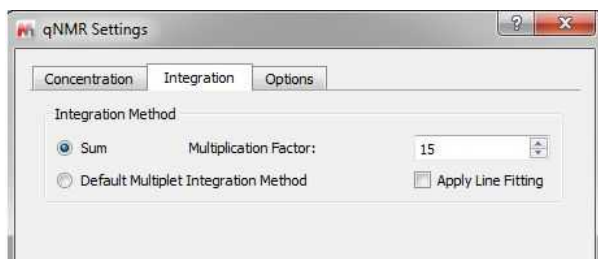 qNMR Settings
Concentration Integration Options
Integration Method
Sum Multiplication Factor: 15
Default Multiplet Integration Method Apply Line Fitting